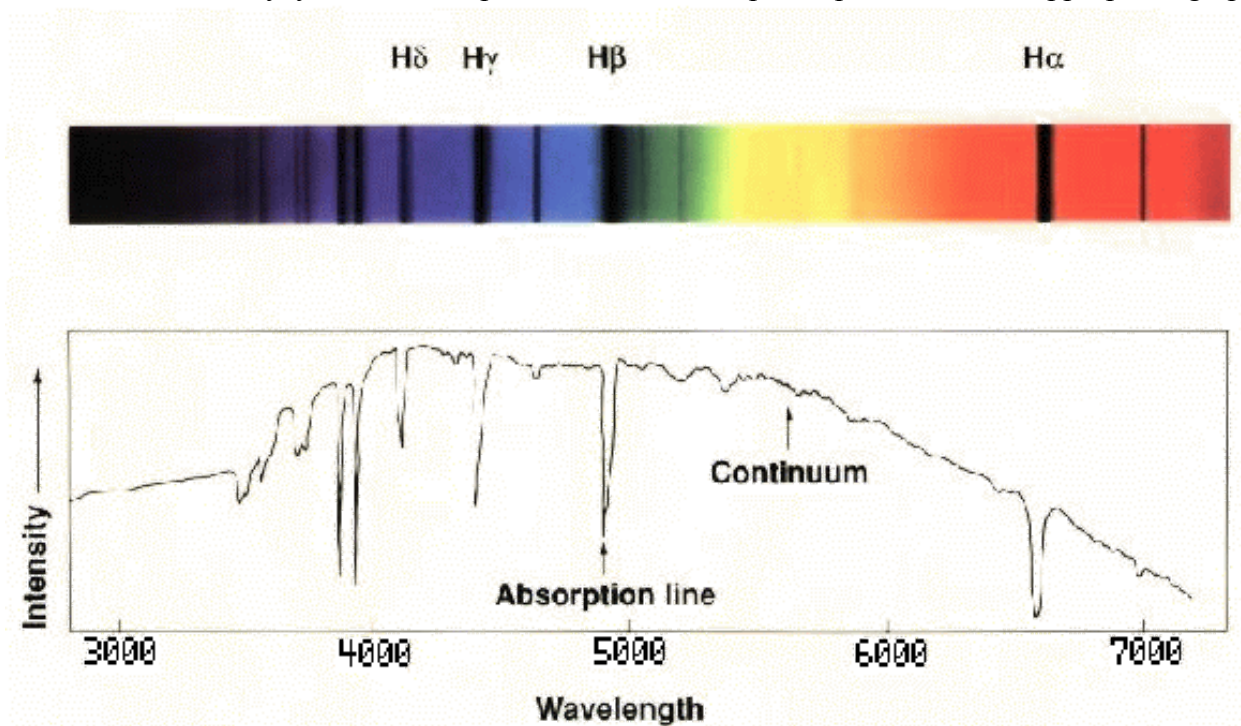 Hδ Hγ Hβ Hα
Intensity
Continuum
Absorption line
3000 4000 5000 6000 7000
Wavelength